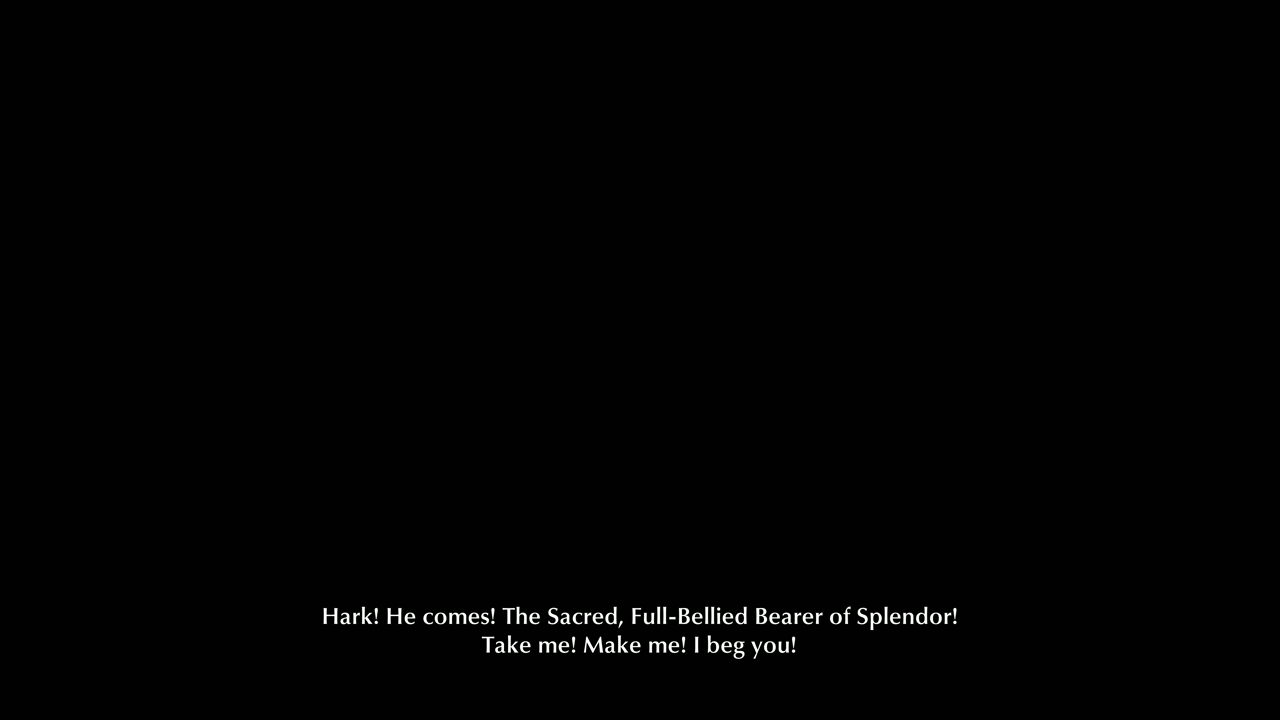 Hark! He comes! The Sacred, Full-Bellied Bearer of Splendor!
Take me! Make me! I beg you!